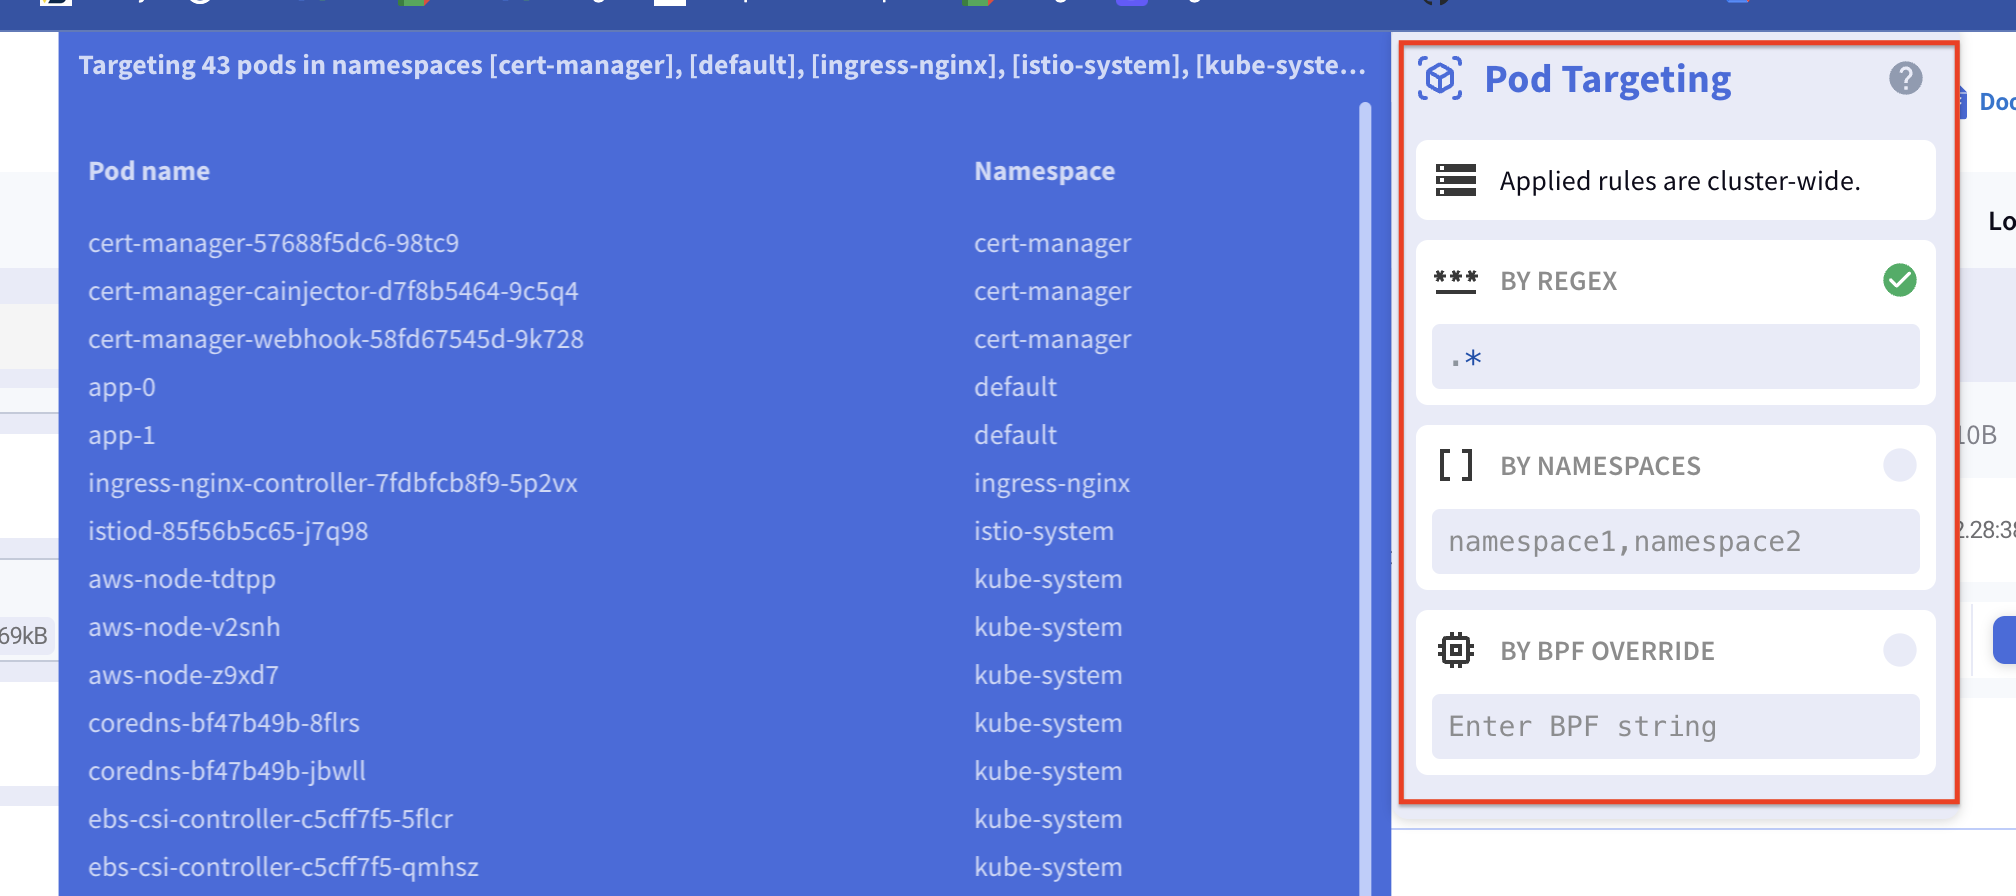 Targeting 43 pods in namespaces [cert-manager], [default], [ingress-nginx], [istio-system], [kube-syste...
Pod name Namespace
cert-manager-57688f5dc6-98tc9 cert-manager
cert-manager-cainjector-d7f8b5464-9c5q4 cert-manager
cert-manager-webhook-58fd67545d-9k728 cert-manager
app-0 default
app-1 default
ingress-nginx-controller-7fdbfcb8f9-5p2vx ingress-nginx
istiod-85f56b5c65-j7q98 istio-system
aws-node-tdtpp kube-system
aws-node-v2snh kube-system
aws-node-z9xd7 kube-system
coredns-bf47b49b-8flrs kube-system
coredns-bf47b49b-jbwll kube-system
ebs-csi-controller-c5cff7f5-5flcr kube-system
ebs-csi-controller-c5cff7f5-qmhsz kube-system
69kB
Pod Targeting
?
Applied rules are cluster-wide.
*** BY REGEX
.*
[ ] BY NAMESPACES
namespace1,namespace2
BY BPF OVERRIDE
Enter BPF string
Doc
Lo
10B
2.28:38